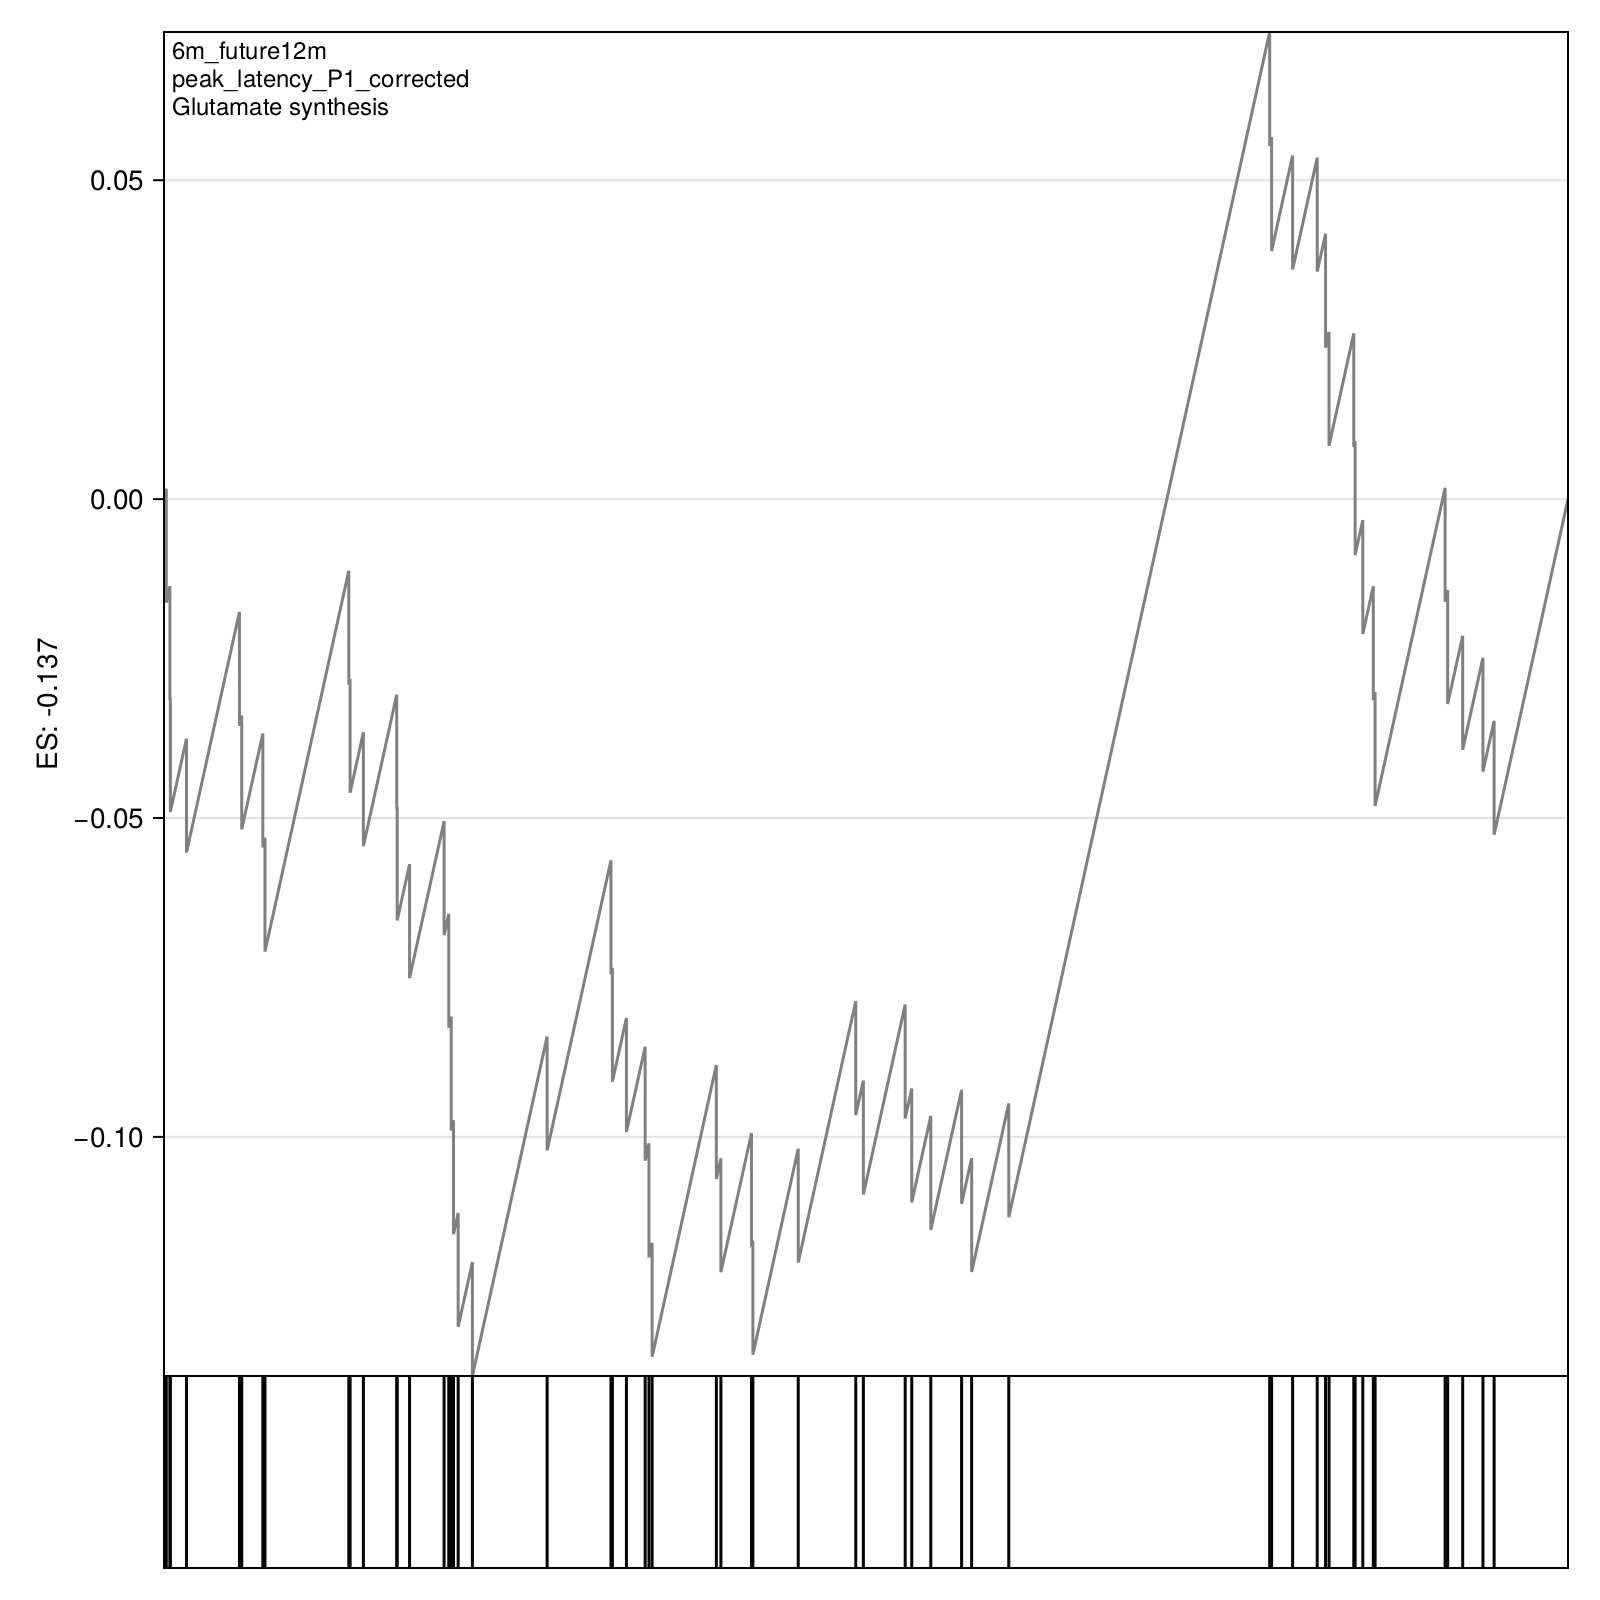 6m_future12m
peak_latency_P1_corrected
Glutamate synthesis
0.05
0.00
−0.05
−0.10
ES: -0.137